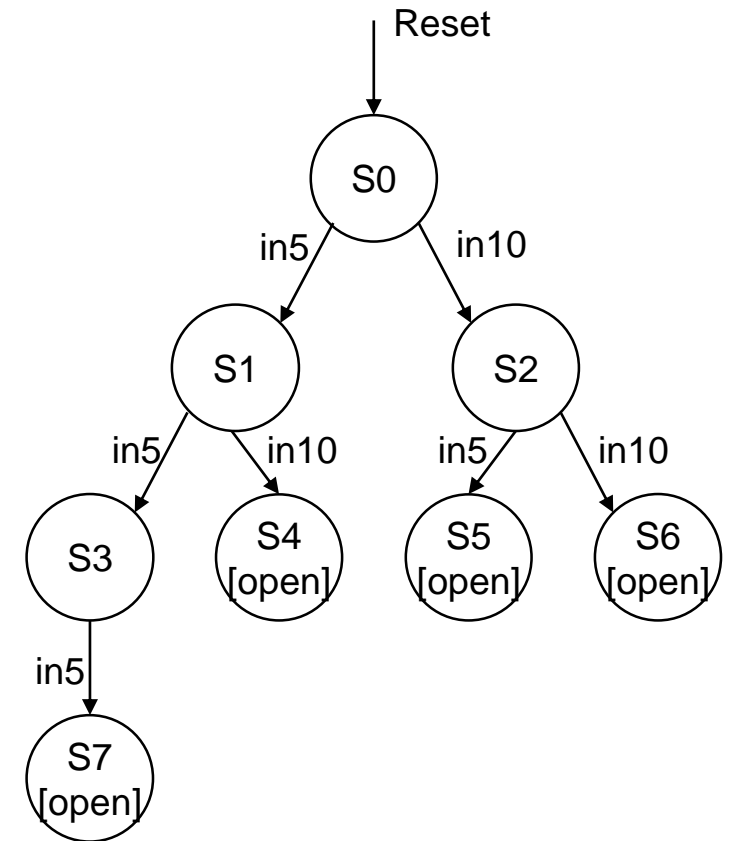 Reset
S0
in5
in10
S1
S2
in5
in10
in5
in10
S3
S4
[open]
S5
[open]
S6
[open]
in5
S7
[open]